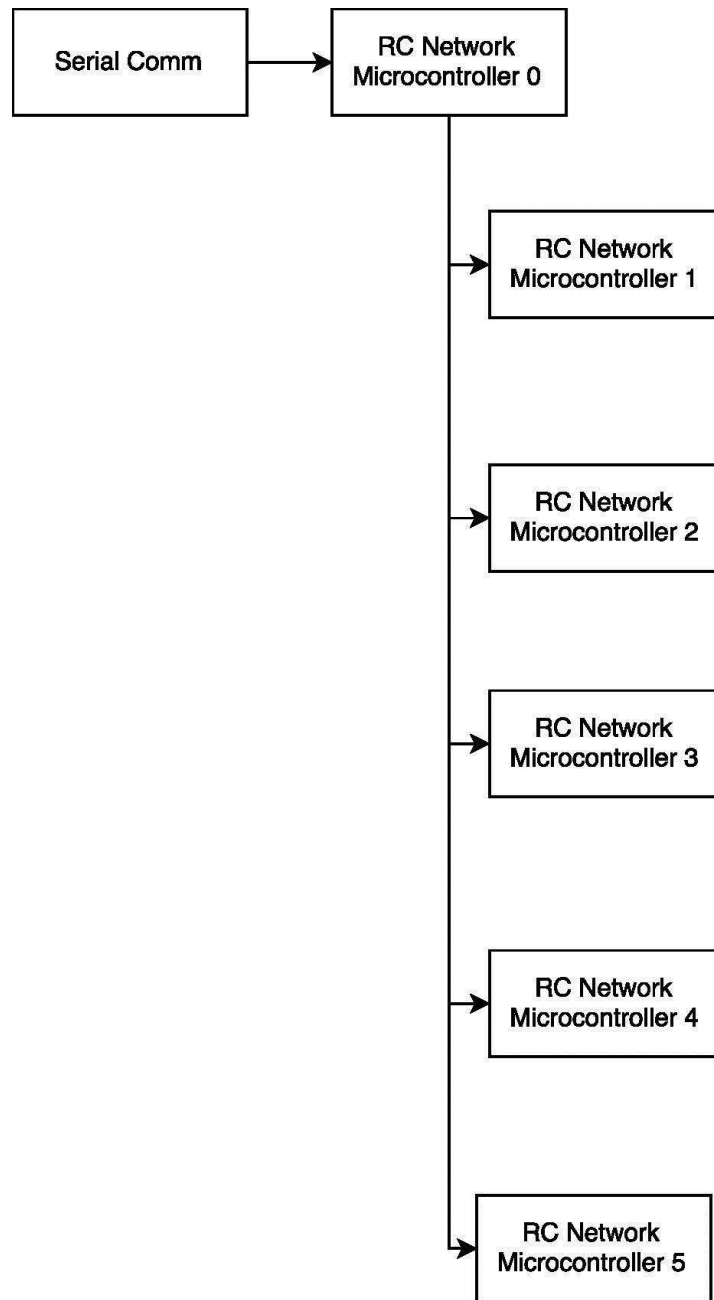 Serial Comm
RC Network
Microcontroller 0
RC Network
Microcontroller 1
RC Network
Microcontroller 2
RC Network
Microcontroller 3
RC Network
Microcontroller 4
RC Network
Microcontroller 5